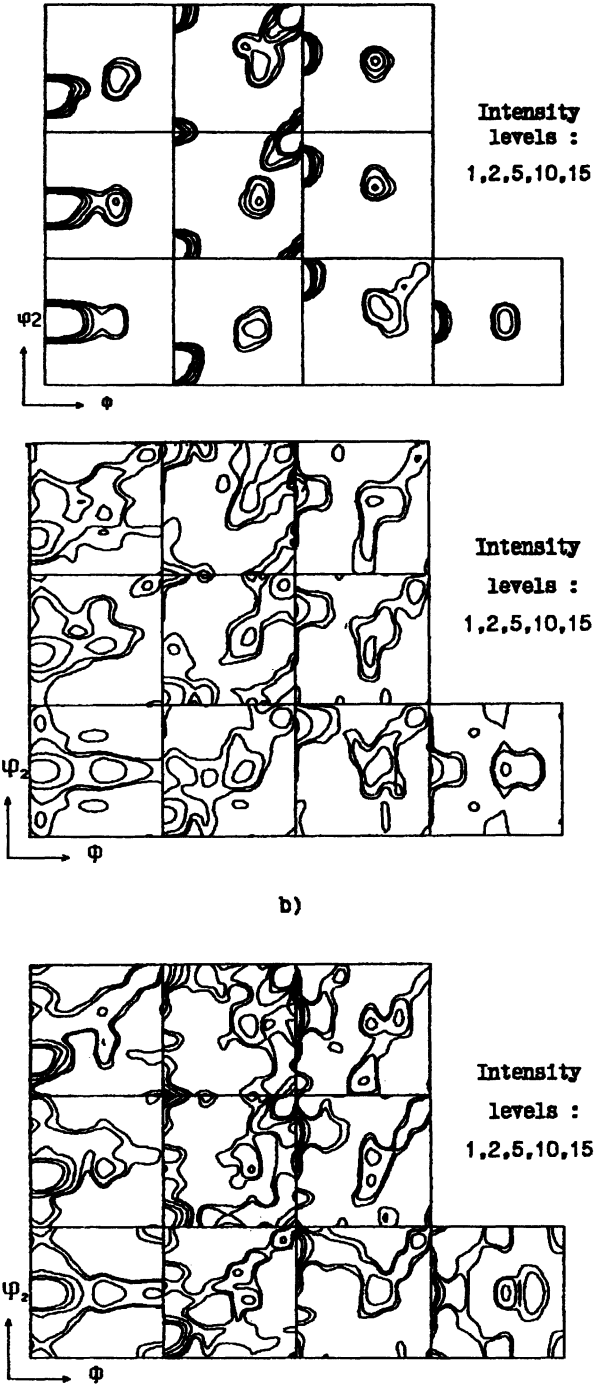 Intensity
levels :
1,2,5,10,15
φ2
Φ
Intensity
levels :
1,2,5,10,15
φ2
Φ
b)
Intensity
levels :
1,2,5,10,15
φ2
Φ